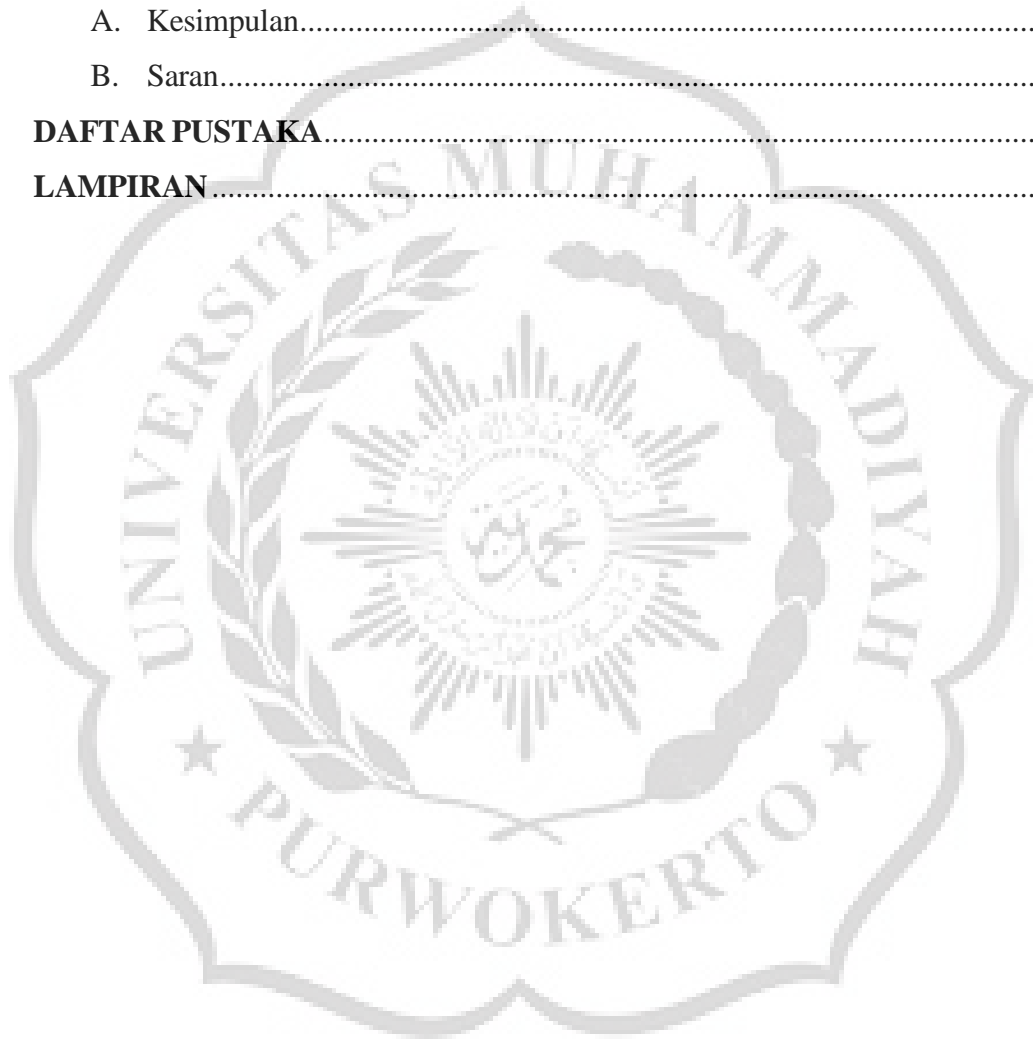 A. Kesimpulan....................................................................................................
B. Saran..............................................................................................................
DAFTAR PUSTAKA................................................................................................
LAMPIRAN..............................................................................................................
UNIVERSITAS MUHAMMADIYAH
PURWOKERTO